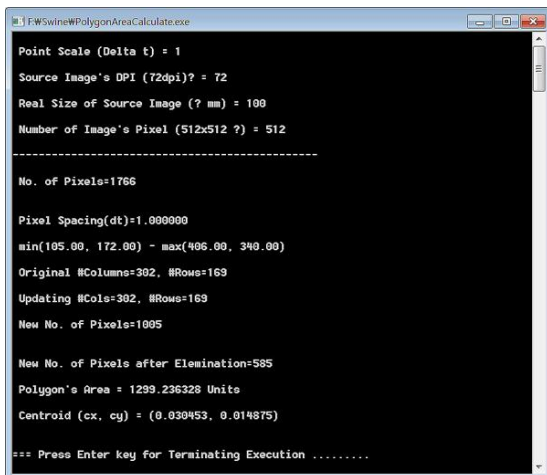 F:₩Swine₩PolygonAreaCalculate.exe
Point Scale (Delta t) = 1
Source Image's DPI (72dpi)? = 72
Real Size of Source Image (? mm) = 100
Number of Image's Pixel (512x512 ?) = 512
----------------------------------------------
No. of Pixels=1766
Pixel Spacing(dt)=1.000000
min(105.00, 172.00) - max(406.00, 340.00)
Original #Columns=302, #Rows=169
Updating #Cols=302, #Rows=169
New No. of Pixels=1005
New No. of Pixels after Elemination=585
Polygon's Area = 1299.236328 Units
Centroid (cx, cy) = (0.030453, 0.014875)
=== Press Enter key for Terminating Execution .........